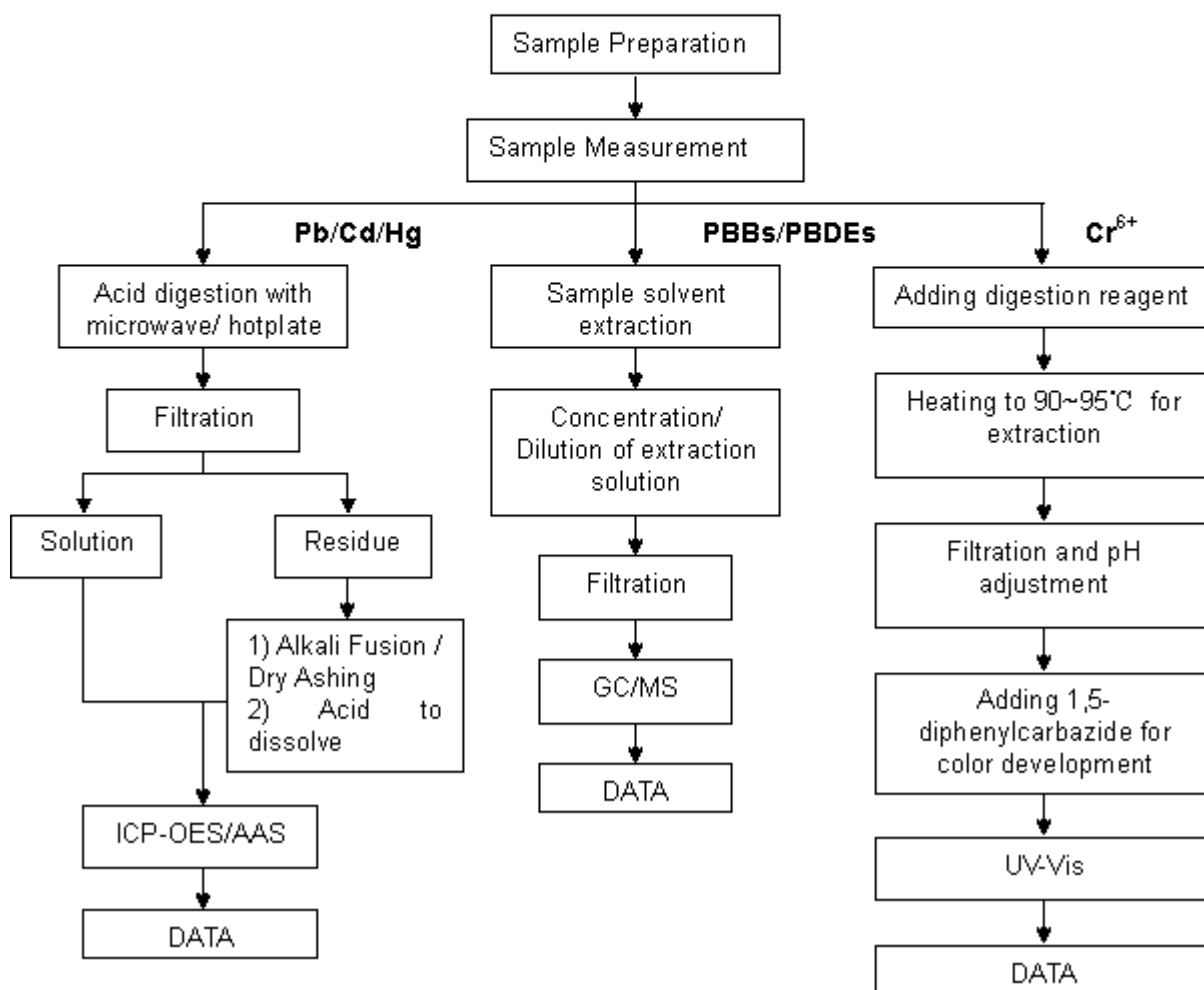 Sample Preparation
Sample Measurement
Pb/Cd/Hg
PBBs/PBDEs
Cr6+
Acid digestion with
microwave/ hotplate
Filtration
Solution
Residue
1) Alkali Fusion /
Dry Ashing
2) Acid to
dissolve
ICP-OES/AAS
DATA
Sample solvent
extraction
Concentration/
Dilution of extraction
solution
Filtration
GC/MS
DATA
Adding digestion reagent
Heating to 90~95℃ for
extraction
Filtration and pH
adjustment
Adding 1,5-
diphenylcarbazide for
color development
UV-Vis
DATA